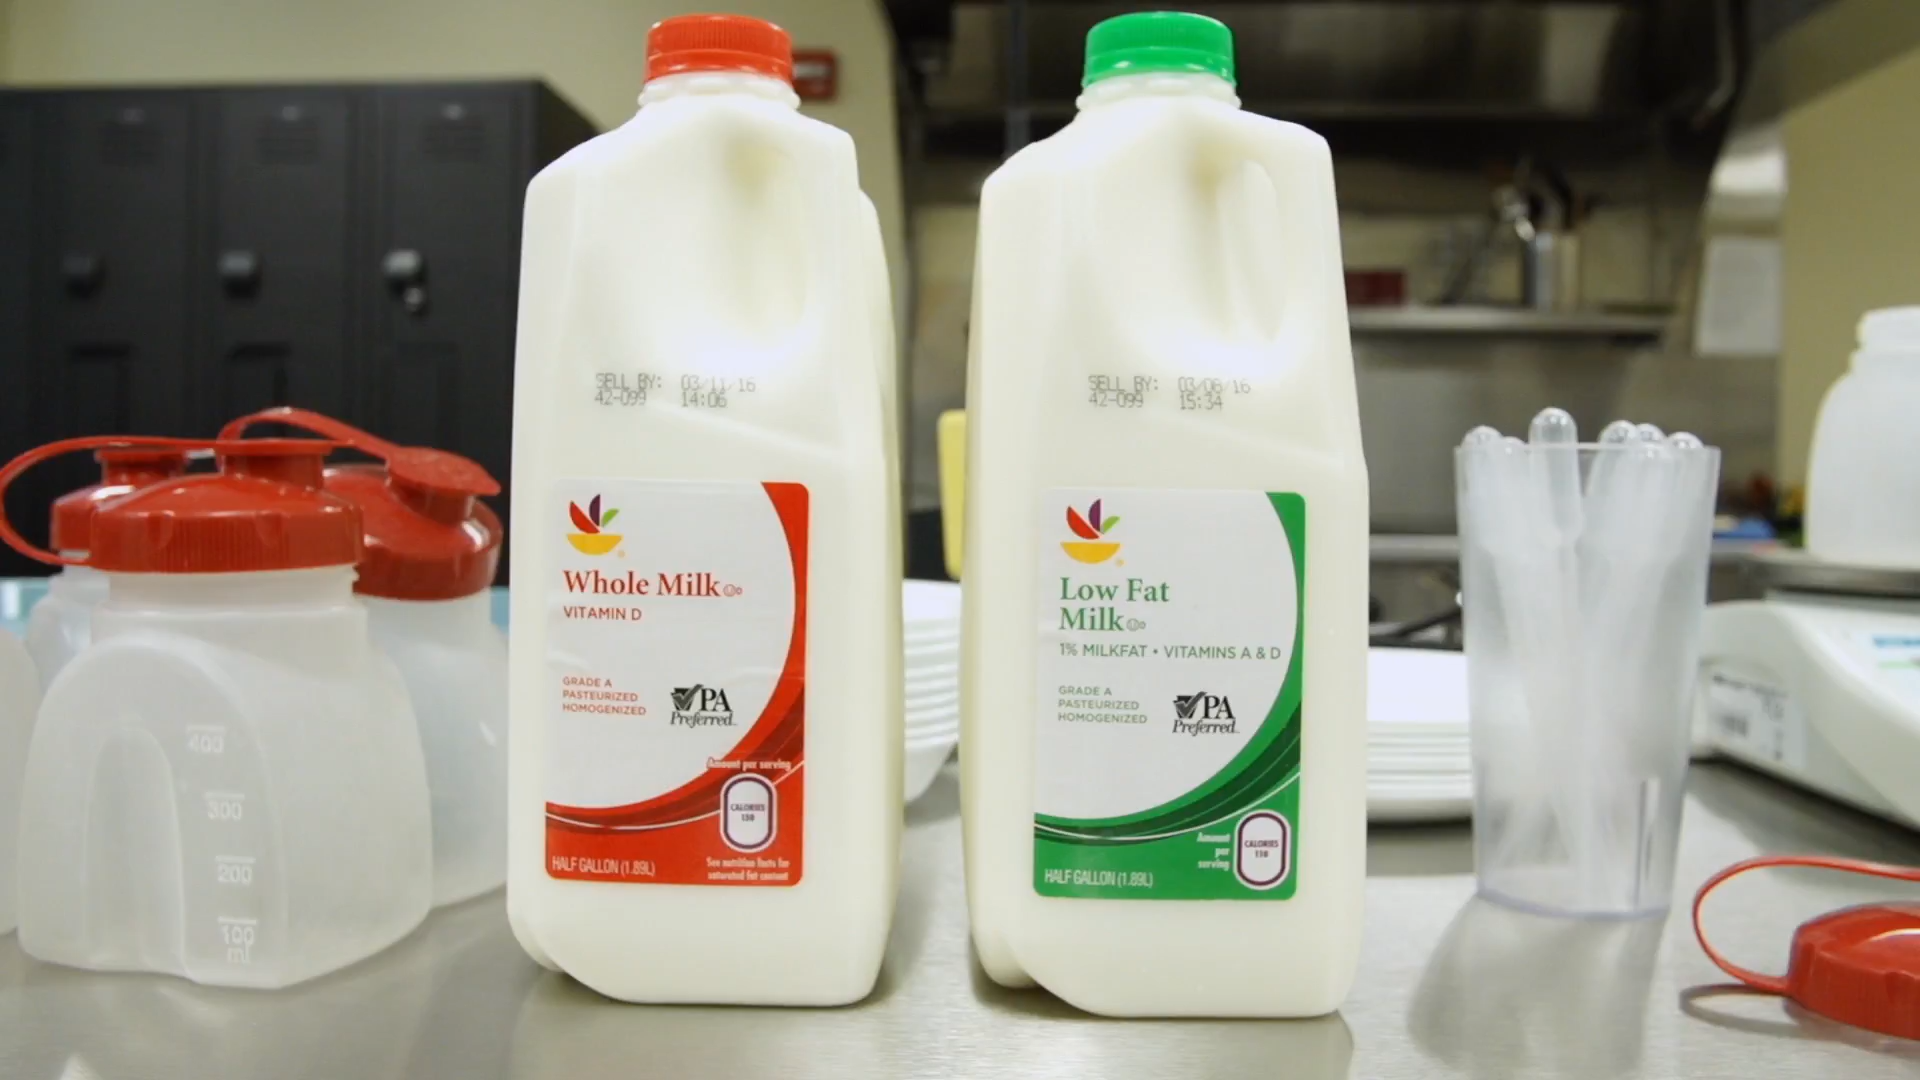 SELL BY: 03/11/16
42-099 14:06
Whole Milk
VITAMIN D
GRADE A
PASTEURIZED
HOMOGENIZED
PA
Preferred
Amount per serving
CALORIES
150
HALF GALLON (1.89L)
See nutrition facts for
saturated fat content
SELL BY: 03/06/16
42-099 15:34
Low Fat
Milk
1% MILKFAT • VITAMINS A & D
GRADE A
PASTEURIZED
HOMOGENIZED
PA
Preferred
Amount
per
serving
CALORIES
110
HALF GALLON (1.89L)
400
300
200
100
ml